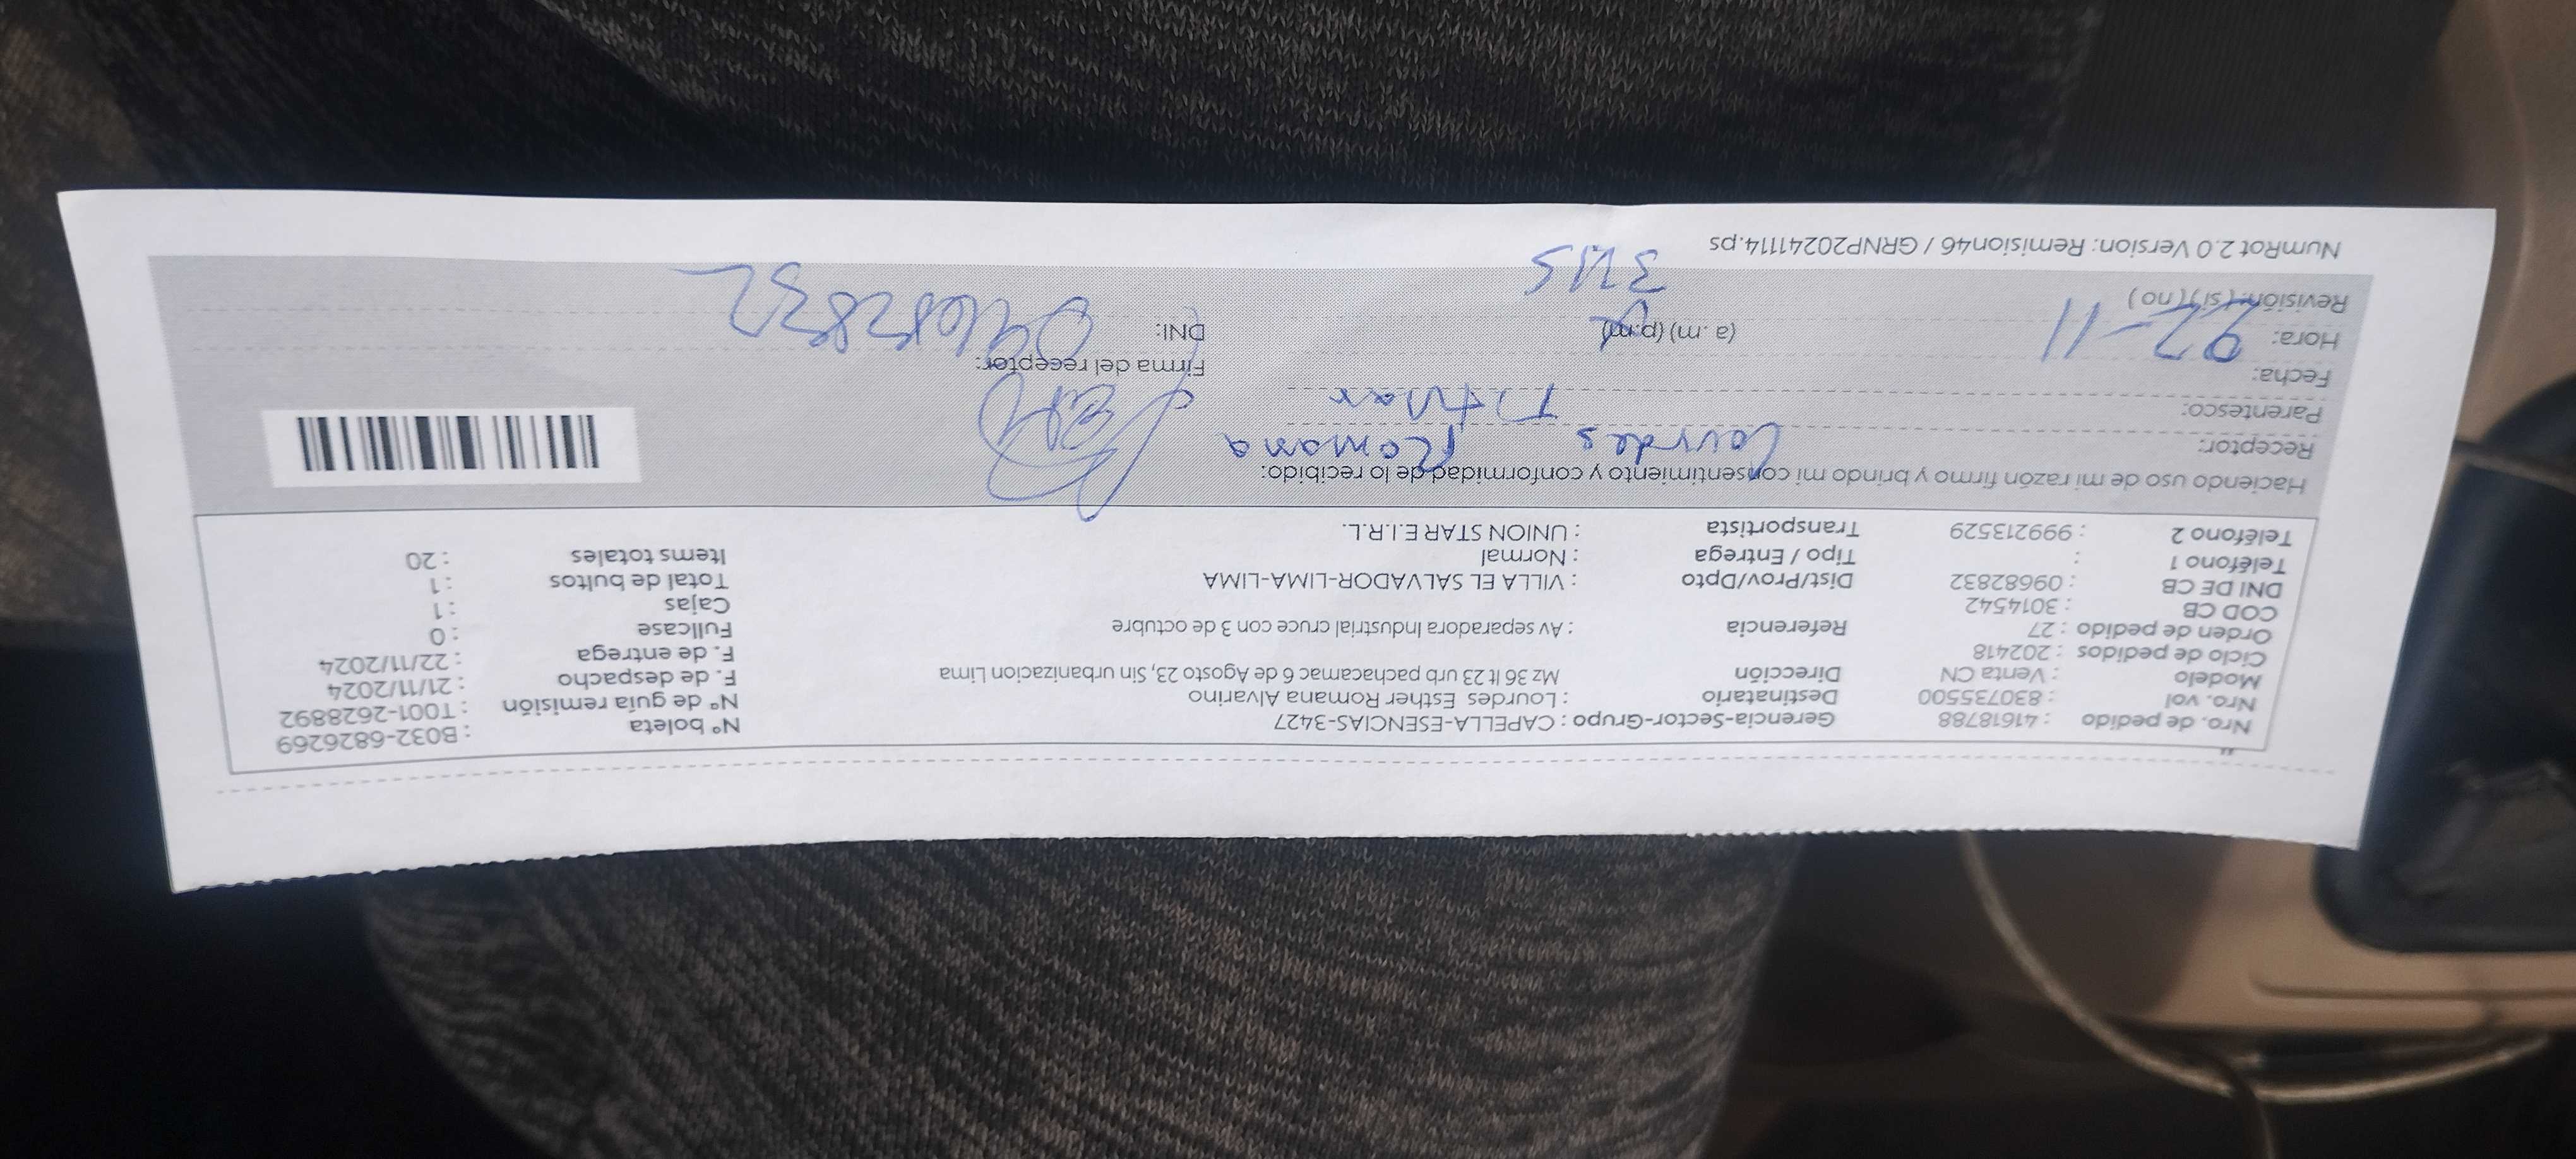 Nro. de pedido : 41618788 Gerencia-Sector-Grupo : CAPELLA-ESENCIAS-3427 N° boleta : B032-6826269
Nro. vol : 830735500 Destinatario : Lourdes Esther Romana Alvarino N° de guía remisión : T001-2628892
Modelo : Venta CN Dirección Mz 36 lt 23 urb pachacamac 6 de Agosto 23, Sin urbanizacion Lima F. de despacho : 21/11/2024
Ciclo de pedidos : 202418 F. de entrega : 22/11/2024
Orden de pedido : 27 Referencia : Av separadora Industrial cruce con 3 de octubre Fullcase : 0
COD CB : 3014542 Cajas : 1
DNI DE CB : 09682832 Dist/Prov/Dpto : VILLA EL SALVADOR-LIMA-LIMA Total de bultos : 1
Teléfono 1 : Tipo / Entrega : Normal Items totales : 20
Teléfono 2 : 999213529 Transportista : UNION STAR E.I.R.L.
Haciendo uso de mi razón firmo y brindo mi consentimiento y conformidad de lo recibido:
Receptor: Lourdes Romana
Parentesco: Titular
Fecha: 22-11 Firma del receptor:
Hora: (a.m) (p.m) DNI: 09682832
Revisión: (si) (no)
NumRot 2.0 Version: Remision46 / GRNP20241114.ps